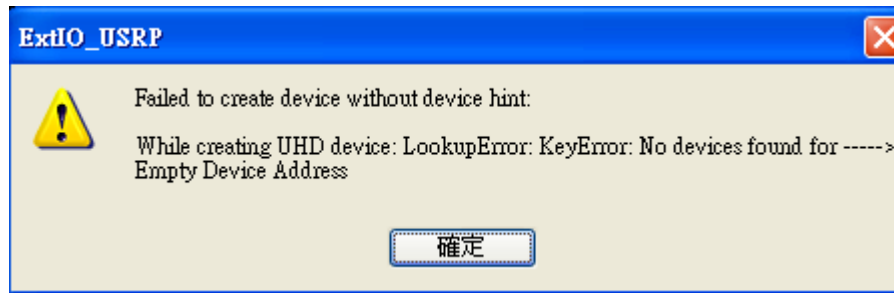 ExtIO_USRP
Failed to create device without device hint:
While creating UHD device: LookupError: KeyError: No devices found for ----->
Empty Device Address
確定